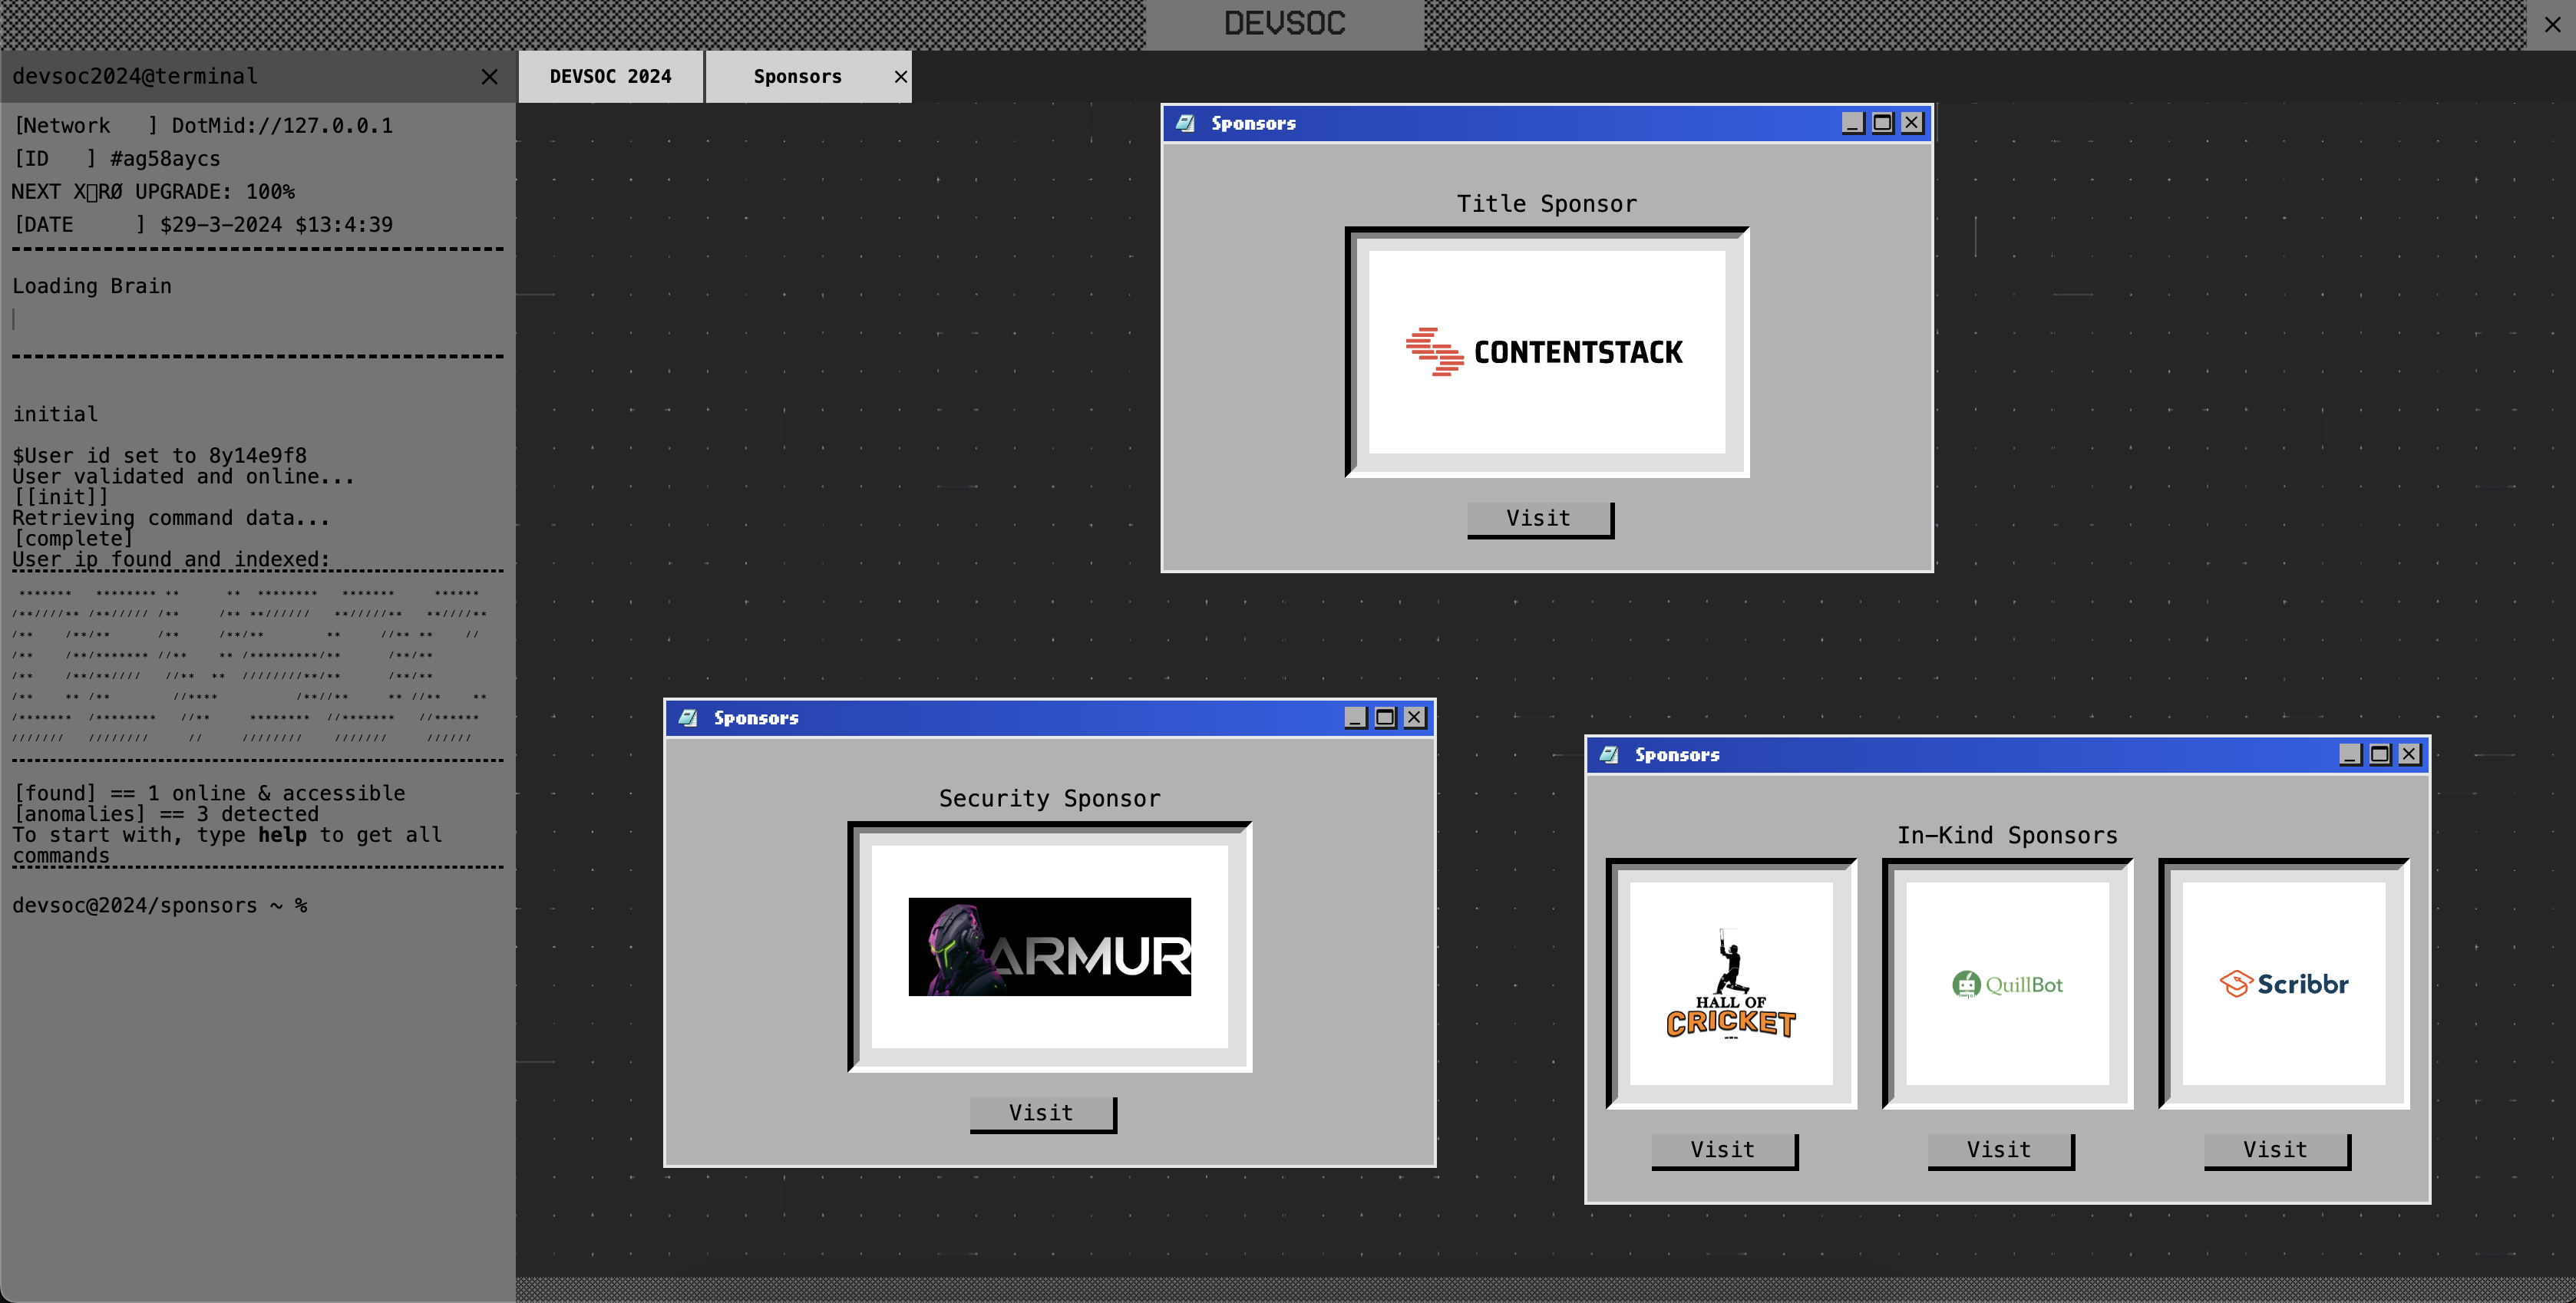 DEVSOC
devsoc2024@terminal
DEVSOC 2024
Sponsors
[Network   ] DotMid://127.0.0.1
[ID   ] #ag58aycs
NEXT X▯RØ UPGRADE: 100%
[DATE     ] $29-3-2024 $13:4:39
Loading Brain
initial
$User id set to 8y14e9f8
User validated and online...
[[init]]
Retrieving command data...
[complete]
User ip found and indexed:
[found] == 1 online & accessible
[anomalies] == 3 detected
To start with, type help to get all
commands
devsoc@2024/sponsors ~ %
Sponsors
Title Sponsor
CONTENTSTACK
Visit
Sponsors
Security Sponsor
ARMUR
Visit
Sponsors
In-Kind Sponsors
HALL OF
CRICKET
QuillBot
Scribbr
Visit
Visit
Visit